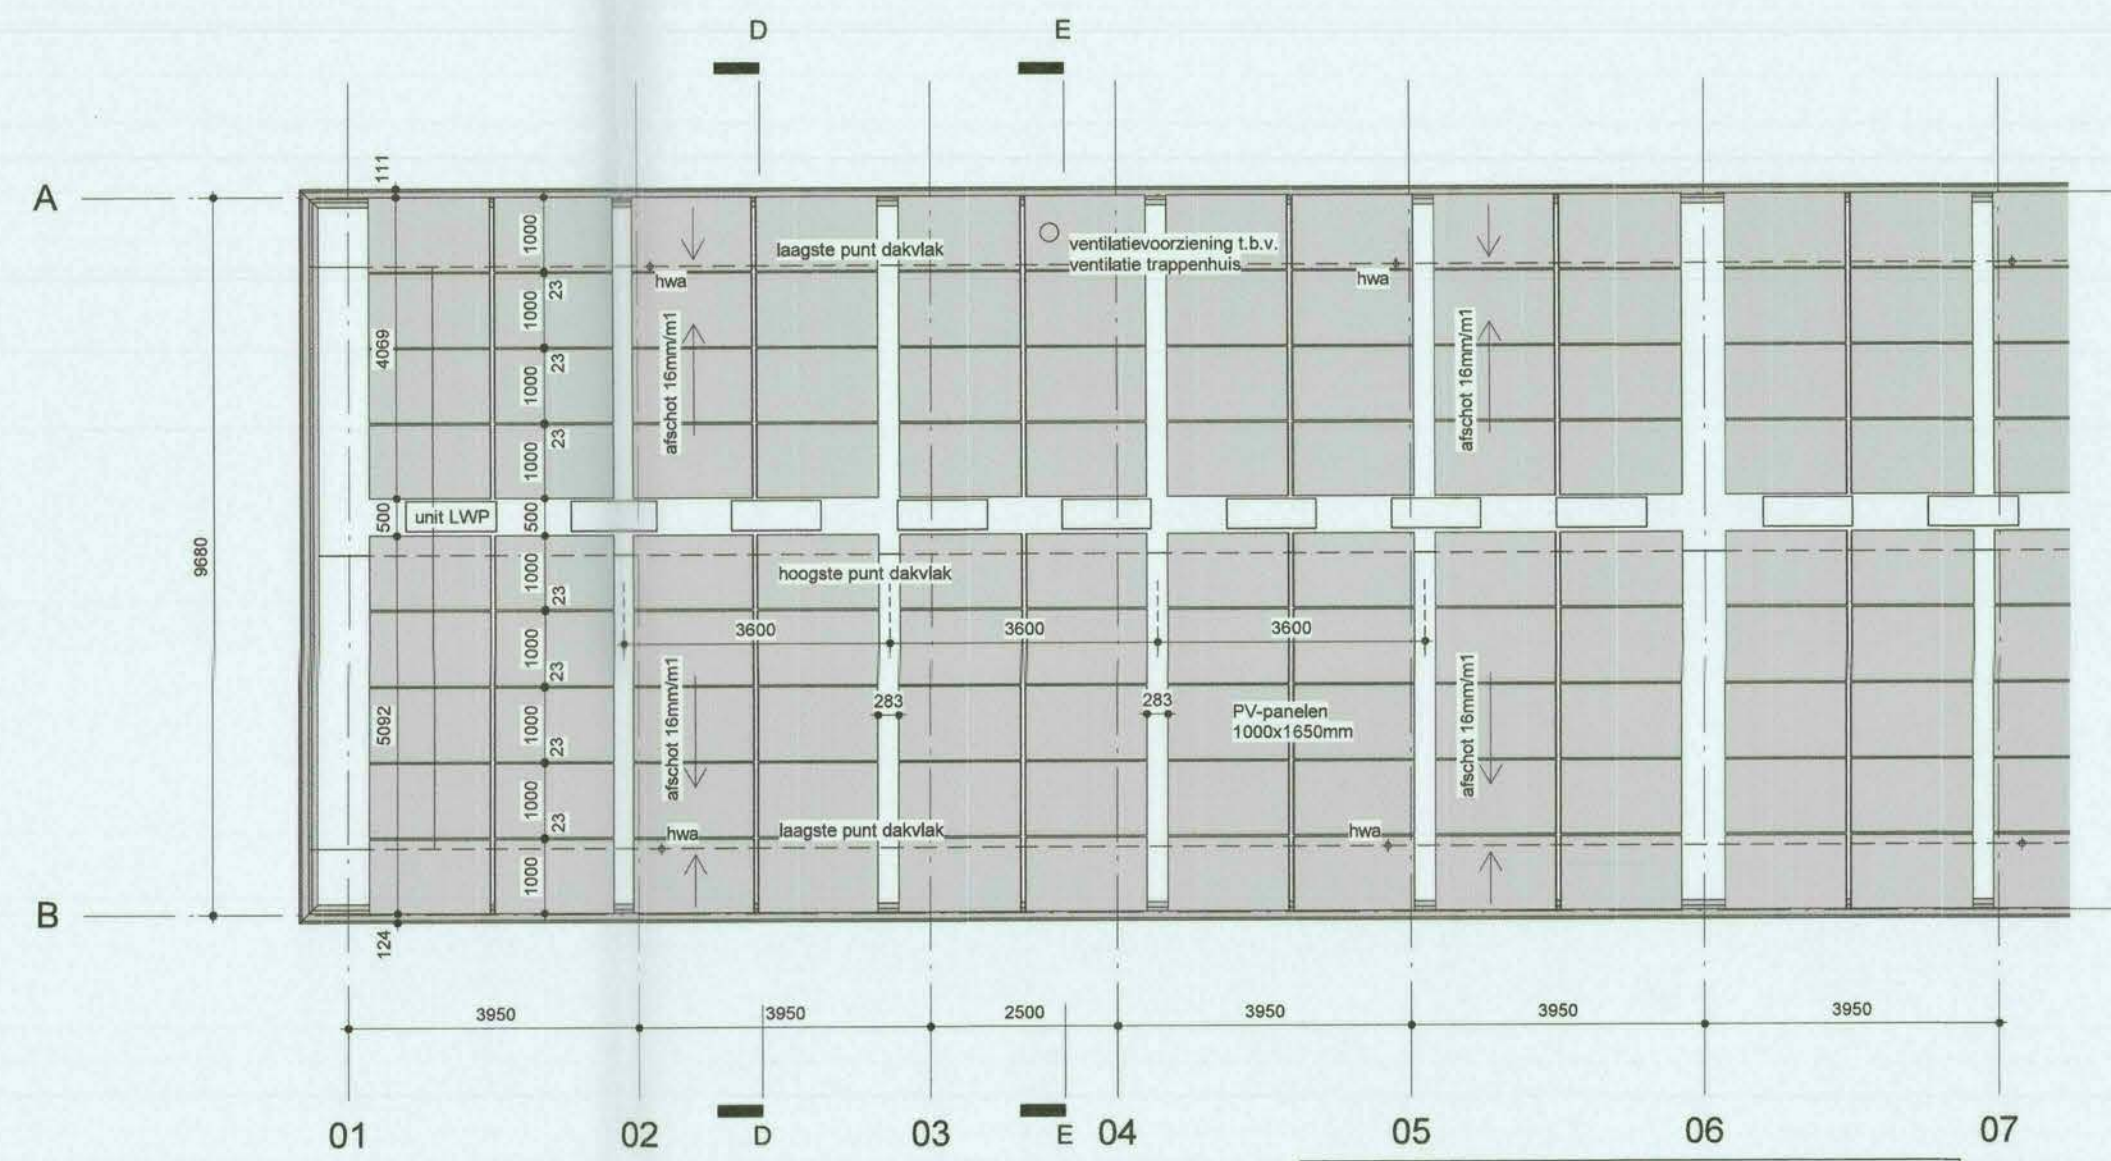 D
E
A
B
111
1000
laagste punt dakvlak
ventilatievoorziening t.b.v.
ventilatie trappenhuis
hwa
hwa
23
1000
4069
23
1000
afschot 16mm/m1
afschot 16mm/m1
23
1000
500
unit LWP
500
9680
1000
hoogste punt dakvlak
23
3600
3600
3600
1000
23
afschot 16mm/m1
afschot 16mm/m1
5092
1000
283
283
PV-panelen
1000x1650mm
23
1000
23
hwa
laagste punt dakvlak
hwa
1000
124
3950
3950
2500
3950
3950
3950
01
02
D
03
E
04
05
06
07